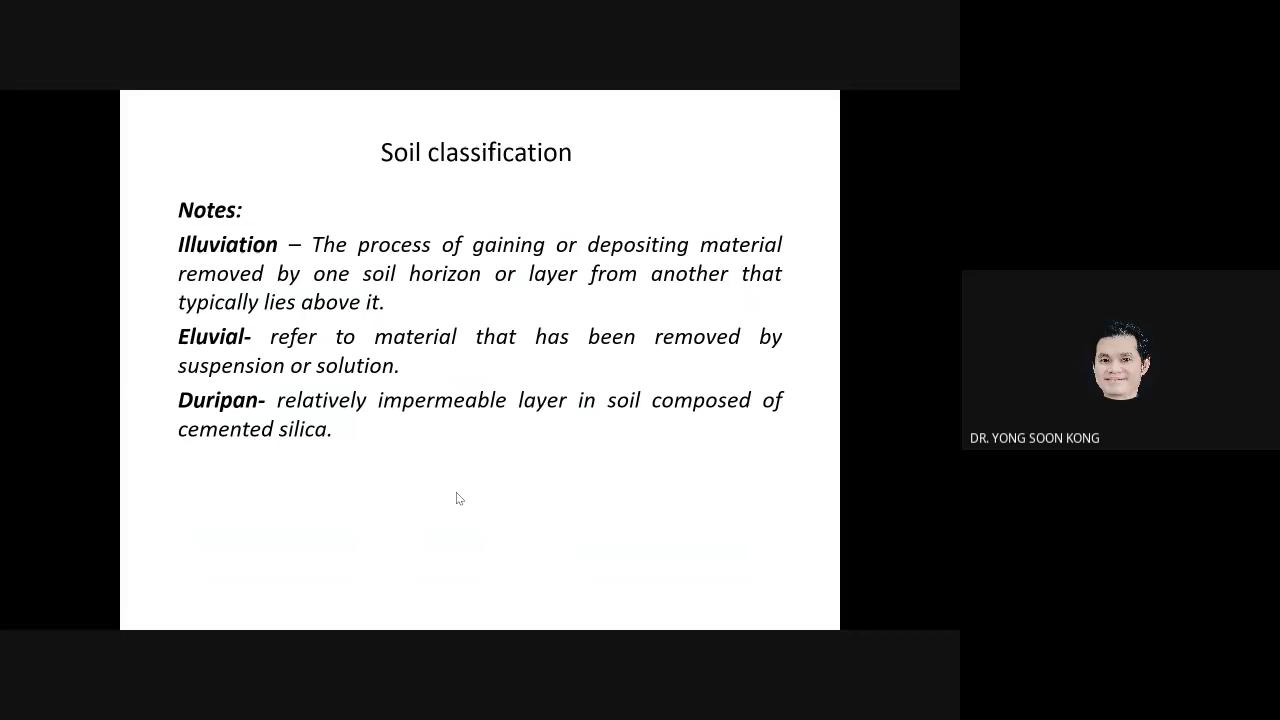 Soil classification
Notes:
Illuviation – The process of gaining or depositing material
removed by one soil horizon or layer from another that
typically lies above it.
Eluvial- refer to material that has been removed by
suspension or solution.
Duripan- relatively impermeable layer in soil composed of
cemented silica.
DR. YONG SOON KONG